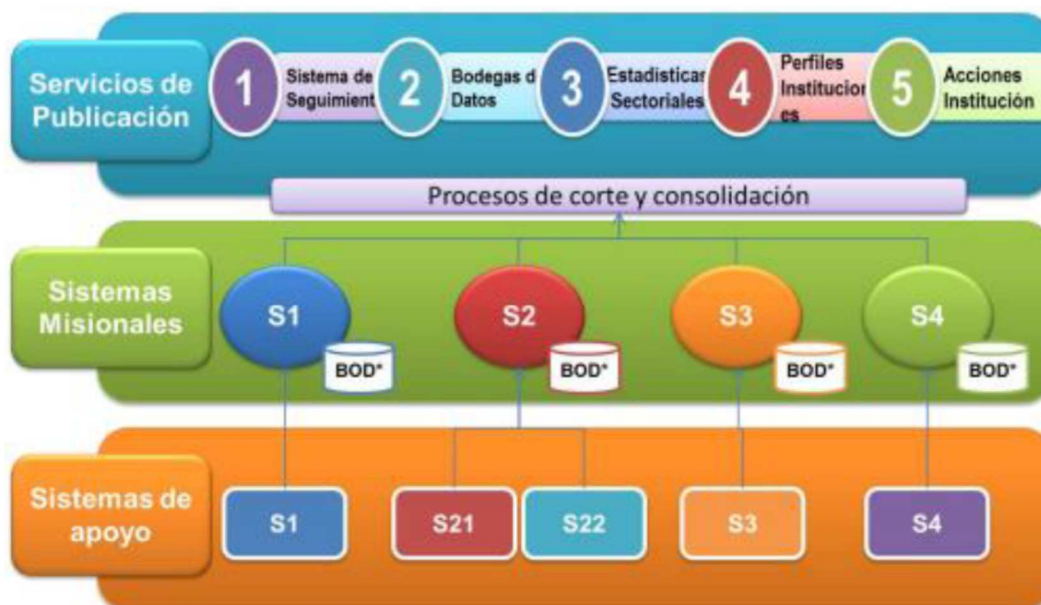 Servicios de
Publicación
1
Sistema de
Seguimient
2
Bodegas d
Datos
3
Estadísticas
Sectoriales
4
Perfiles
Institucion
es
5
Acciones
Institución
Procesos de corte y consolidación
Sistemas
Misionales
S1
BOD*
S2
BOD*
S3
BOD*
S4
BOD*
Sistemas de
apoyo
S1
S21
S22
S3
S4